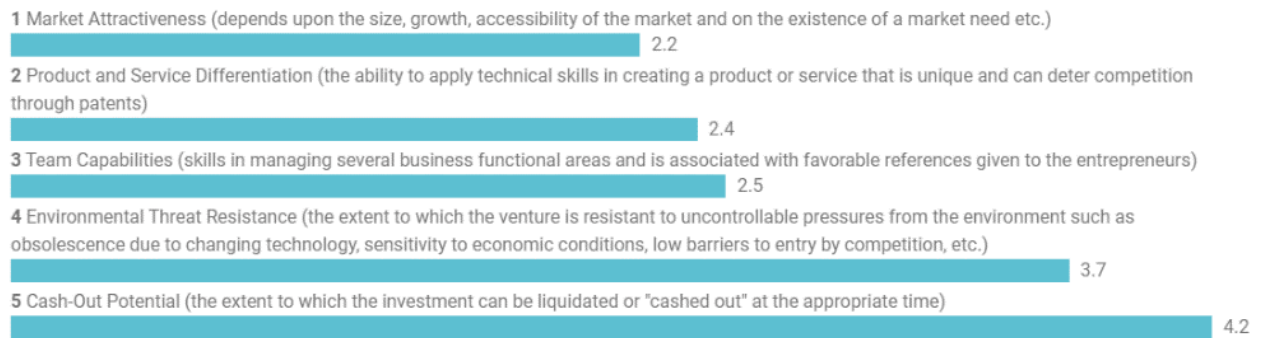 1 Market Attractiveness (depends upon the size, growth, accessibility of the market and on the existence of a market need etc.)
2.2
2 Product and Service Differentiation (the ability to apply technical skills in creating a product or service that is unique and can deter competition
through patents)
2.4
3 Team Capabilities (skills in managing several business functional areas and is associated with favorable references given to the entrepreneurs)
2.5
4 Environmental Threat Resistance (the extent to which the venture is resistant to uncontrollable pressures from the environment such as
obsolescence due to changing technology, sensitivity to economic conditions, low barriers to entry by competition, etc.)
3.7
5 Cash-Out Potential (the extent to which the investment can be liquidated or "cashed out" at the appropriate time)
4.2